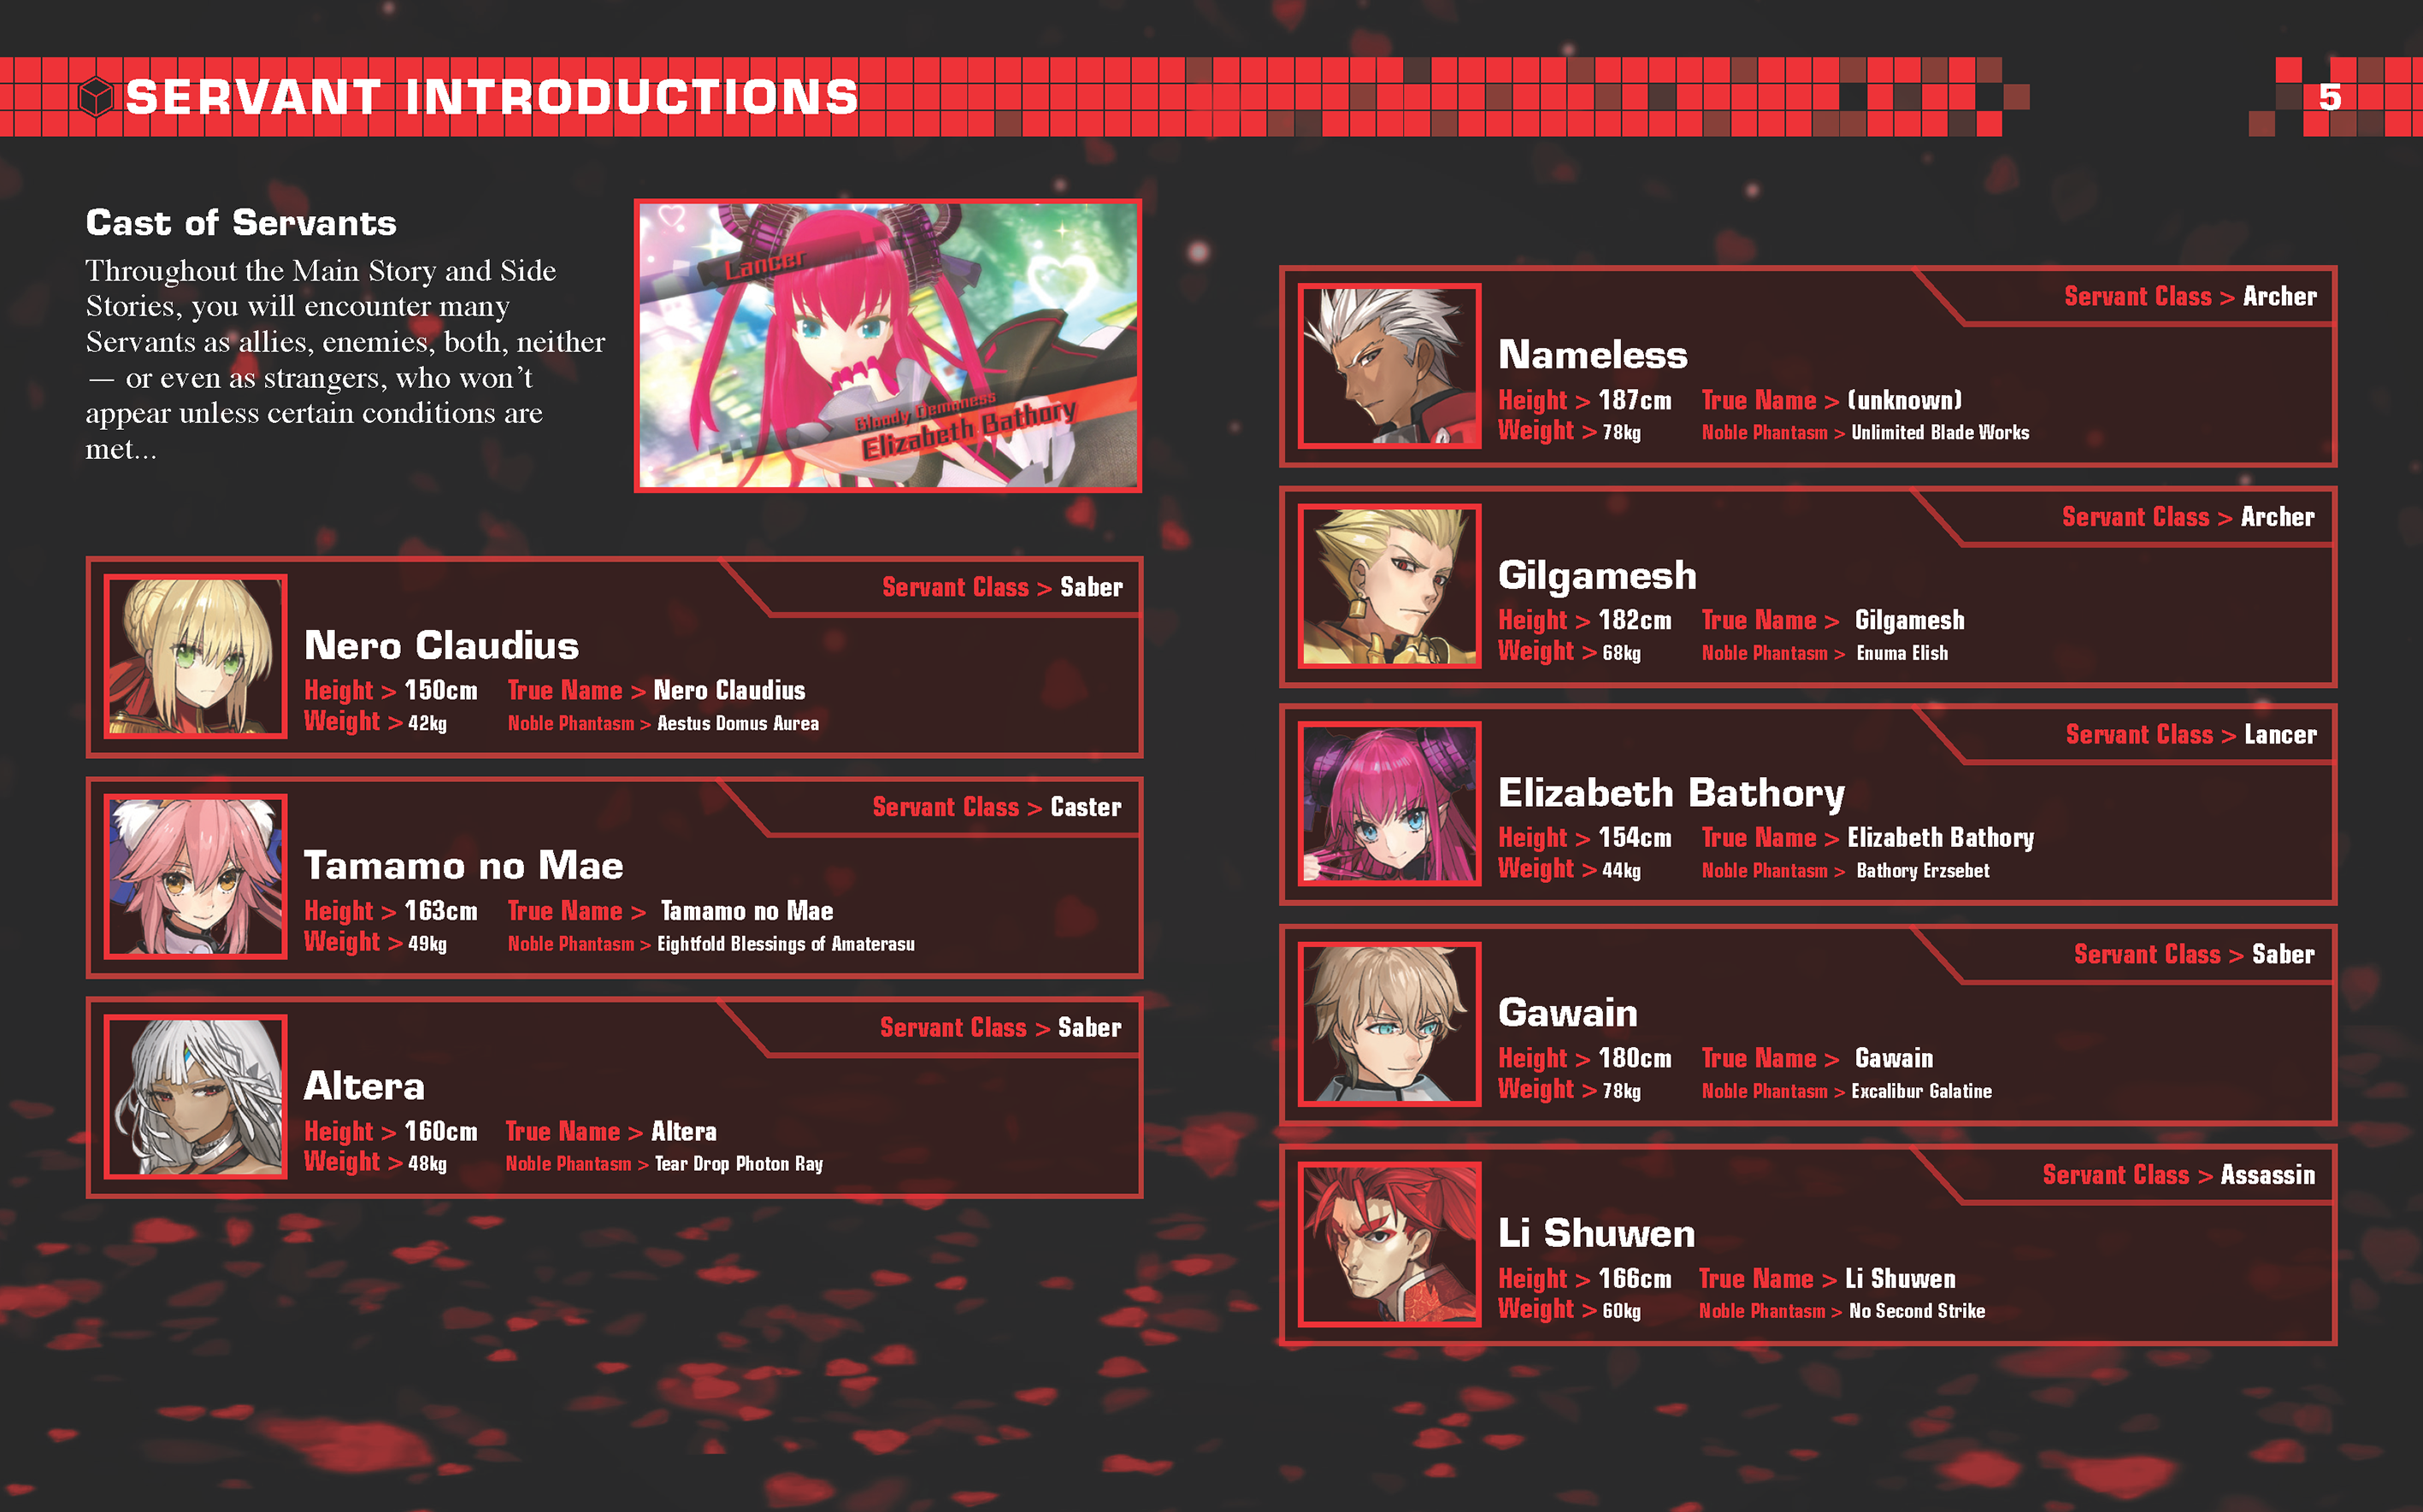 SERVANT INTRODUCTIONS
5
Cast of Servants
Throughout the Main Story and Side
Stories, you will encounter many
Servants as allies, enemies, both, neither
— or even as strangers, who won’t
appear unless certain conditions are
met...
Lancer
Bloody Demoness
Elizabeth Bathory
Servant Class > Saber
Nero Claudius
Height > 150cm True Name > Nero Claudius
Weight > 42kg Noble Phantasm > Aestus Domus Aurea
Servant Class > Caster
Tamamo no Mae
Height > 163cm True Name > Tamamo no Mae
Weight > 49kg Noble Phantasm > Eightfold Blessings of Amaterasu
Servant Class > Saber
Altera
Height > 160cm True Name > Altera
Weight > 48kg Noble Phantasm > Tear Drop Photon Ray
Servant Class > Archer
Nameless
Height > 187cm True Name > (unknown)
Weight > 78kg Noble Phantasm > Unlimited Blade Works
Servant Class > Archer
Gilgamesh
Height > 182cm True Name > Gilgamesh
Weight > 68kg Noble Phantasm > Enuma Elish
Servant Class > Lancer
Elizabeth Bathory
Height > 154cm True Name > Elizabeth Bathory
Weight > 44kg Noble Phantasm > Bathory Erzsebet
Servant Class > Saber
Gawain
Height > 180cm True Name > Gawain
Weight > 78kg Noble Phantasm > Excalibur Galatine
Servant Class > Assassin
Li Shuwen
Height > 166cm True Name > Li Shuwen
Weight > 60kg Noble Phantasm > No Second Strike